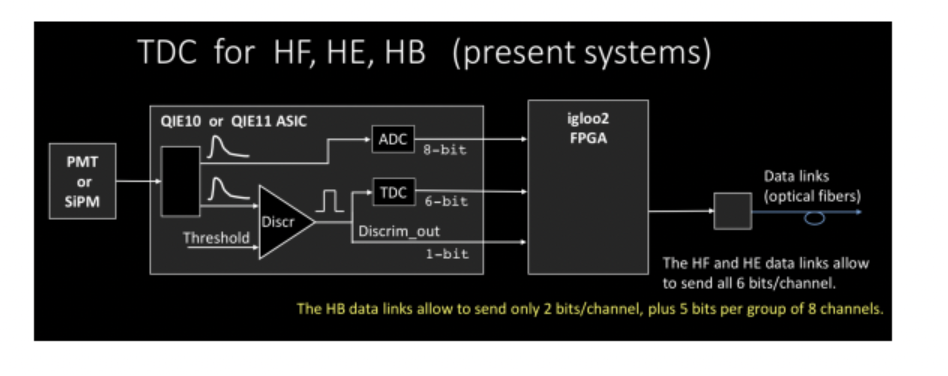 TDC for HF, HE, HB (present systems)
QIE10 or QIE11 ASIC
igloo2
FPGA
PMT
or
SiPM
ADC
8-bit
TDC
6-bit
Discr
Threshold
Discrim_out
1-bit
Data links
(optical fibers)
The HF and HE data links allow
to send all 6 bits/channel.
The HB data links allow to send only 2 bits/channel, plus 5 bits per group of 8 channels.